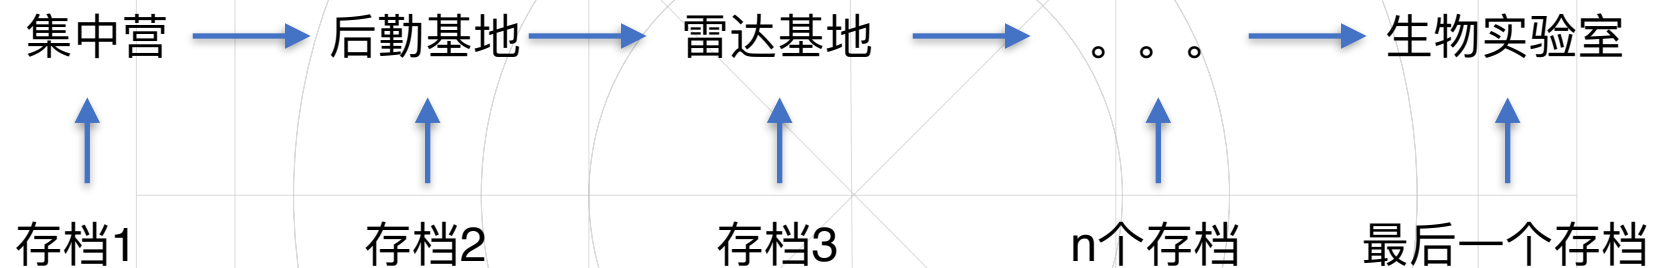 集中营 后勤基地 雷达基地 。。。 生物实验室
存档1 存档2 存档3 n个存档 最后一个存档